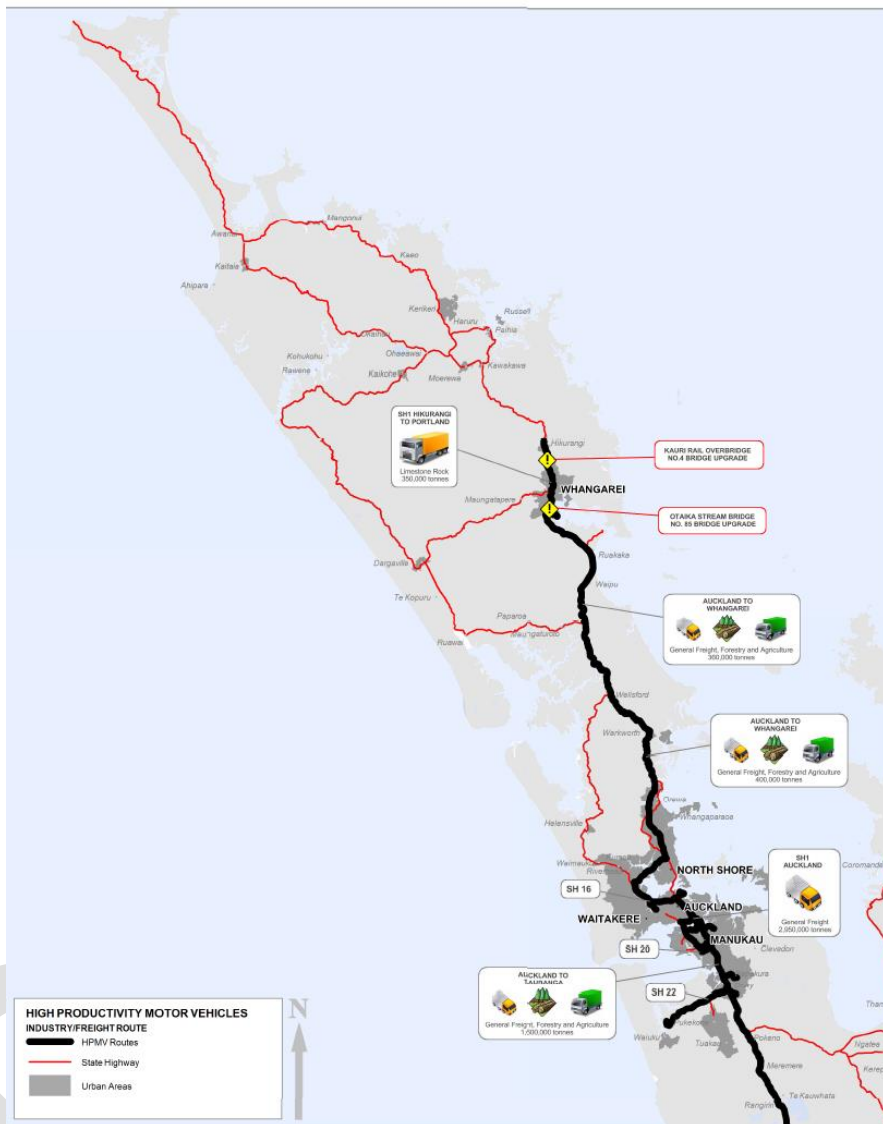 Awanui
Mangonui
Kaeo
Kaitaia
Ahipara
Kerikeri
Haruru
Russell
Paihia
Okaihau
Ohaeawai
Kohukohu
Rawene
Kaikohe
Moerewa
Kawakawa
SH1 HIKURANGI
TO PORTLAND
Limestone Rock
350,000 tonnes
Hikurangi
KAURI RAIL OVERBRIDGE
NO.4 BRIDGE UPGRADE
WHANGAREI
Maungatapere
OTAIKA STREAM BRIDGE
NO. 85 BRIDGE UPGRADE
Ruakaka
Dargaville
Waipu
Te Kopuru
Paparoa
Maungaturoto
Ruawai
AUCKLAND TO
WHANGAREI
General Freight, Forestry and Agriculture
360,000 tonnes
Wellsford
Warkworth
AUCKLAND TO
WHANGAREI
General Freight, Forestry and Agriculture
400,000 tonnes
Orewa
Whangaparaoa
Helensville
NORTH SHORE
SH1
AUCKLAND
General Freight
2,950,000 tonnes
SH 16
AUCKLAND
WAITAKERE
MANUKAU
Clevedon
SH 20
AUCKLAND TO
TAURANGA
General Freight, Forestry and Agriculture
1,600,000 tonnes
SH 22
Waiuku
Pukekohe
Tuakau
Pokeno
Ngatea
Meremere
Te Kauwhata
HIGH PRODUCTIVITY MOTOR VEHICLES
INDUSTRY/FREIGHT ROUTE
HPMV Routes
State Highway
Urban Areas
N